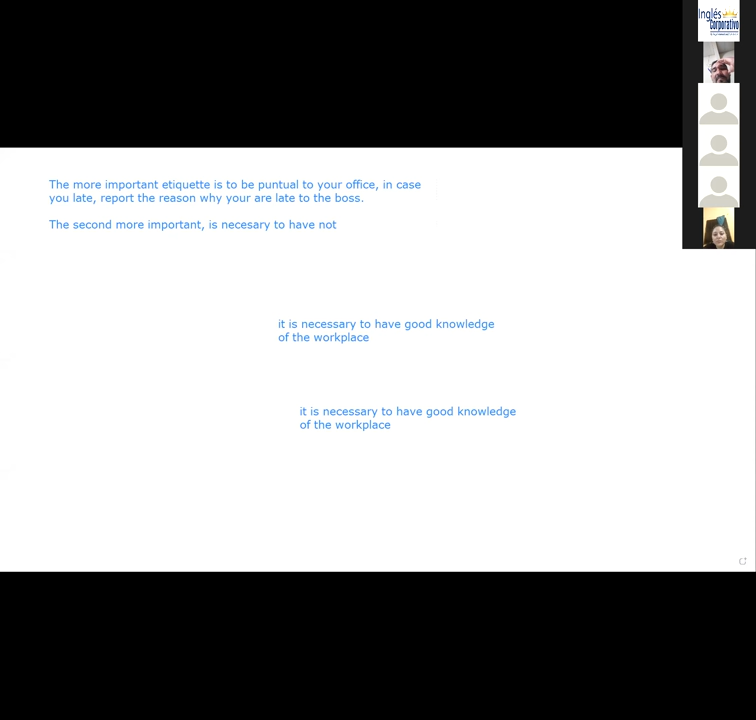 Inglés
Corporativo
The more important etiquette is to be puntual to your office, in case
you late, report the reason why your are late to the boss.
The second more important, is necesary to have not
it is necessary to have good knowledge
of the workplace
it is necessary to have good knowledge
of the workplace